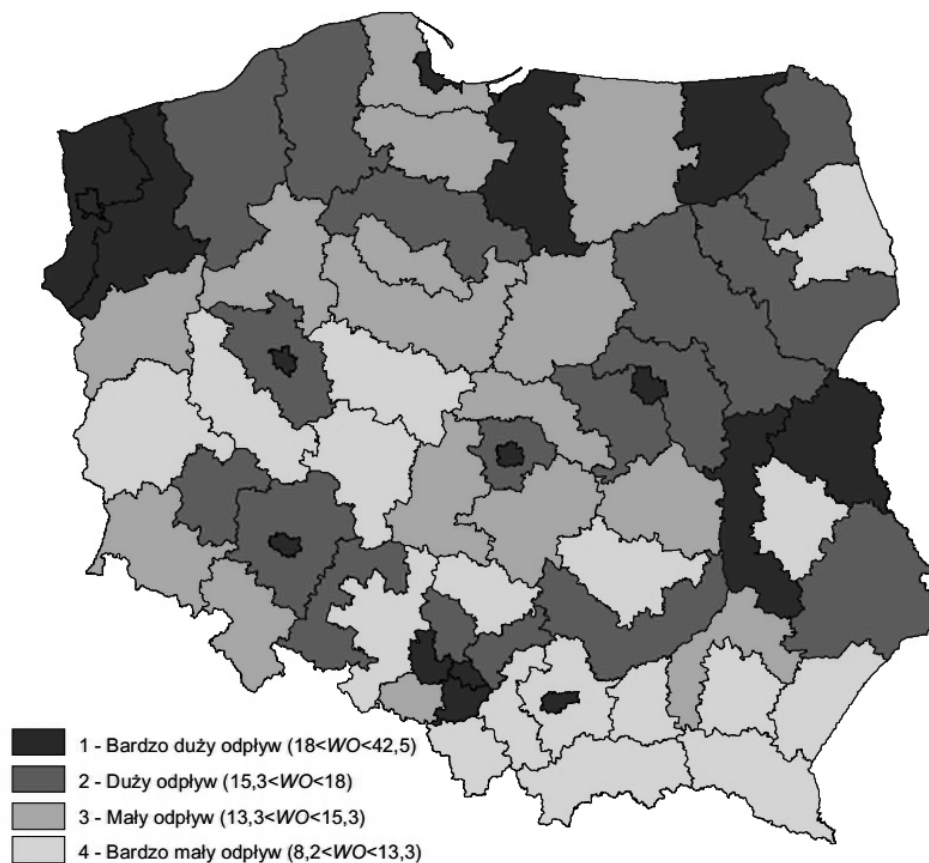 1 - Bardzo duży odpływ (18<WO<42,5)
2 - Duży odpływ (15,3<WO<18)
3 - Mały odpływ (13,3<WO<15,3)
4 - Bardzo mały odpływ (8,2<WO<13,3)